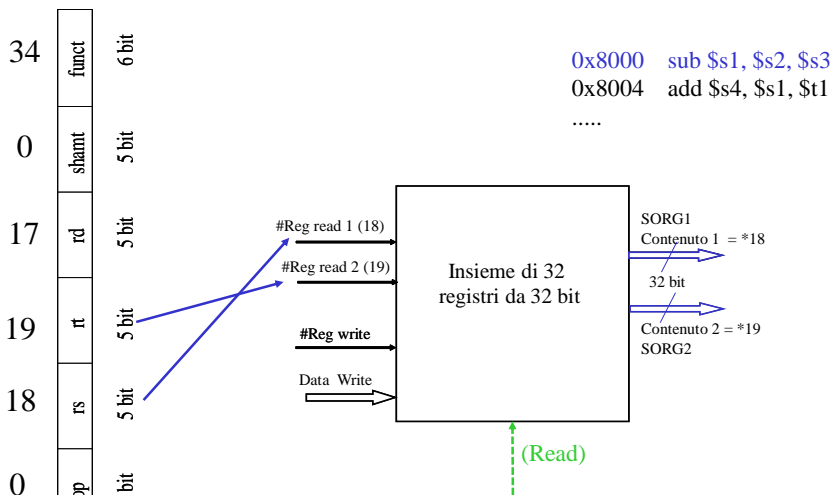 34
funct
6 bit
0
shamt
5 bit
17
rd
5 bit
19
rt
5 bit
18
rs
5 bit
0
op
bit
0x8000 sub $s1, $s2, $s3
0x8004 add $s4, $s1, $t1
.....
#Reg read 1 (18)
#Reg read 2 (19)
#Reg write
Data Write
Insieme di 32
registri da 32 bit
SORG1
Contenuto 1 = *18
32 bit
Contenuto 2 = *19
SORG2
(Read)